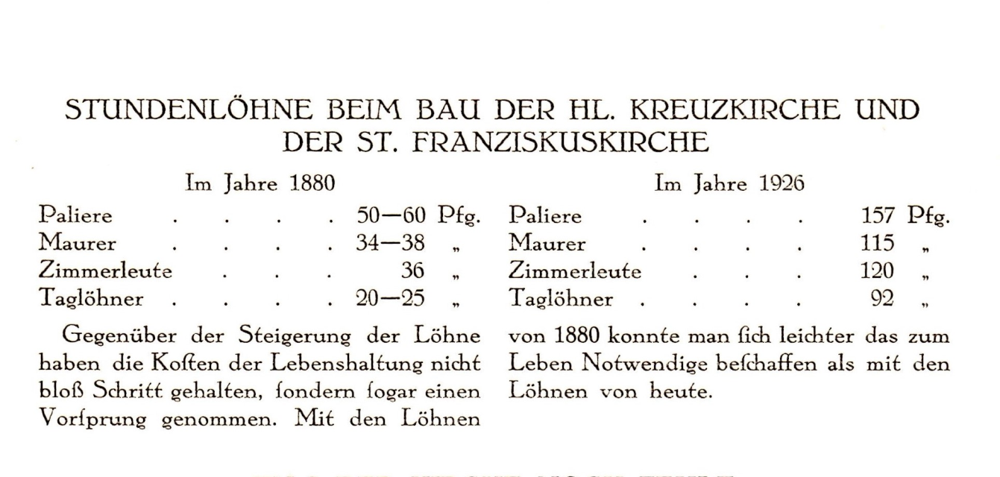 STUNDENLÖHNE BEIM BAU DER HL. KREUZKIRCHE UND
DER ST. FRANZISKUSKIRCHE
Im Jahre 1880
Paliere . . . . 50—60 Pfg.
Maurer . . . . 34—38 „
Zimmerleute . . . 36 „
Taglöhner . . . . 20—25 „
Im Jahre 1926
Paliere . . . . 157 Pfg.
Maurer . . . . 115 „
Zimmerleute . . . 120 „
Taglöhner . . . . 92 „
Gegenüber der Steigerung der Löhne
haben die Koſten der Lebenshaltung nicht
bloß Schritt gehalten, ſondern ſogar einen
Vorſprung genommen. Mit den Löhnen
von 1880 konnte man ſich leichter das zum
Leben Notwendige beſchaffen als mit den
Löhnen von heute.